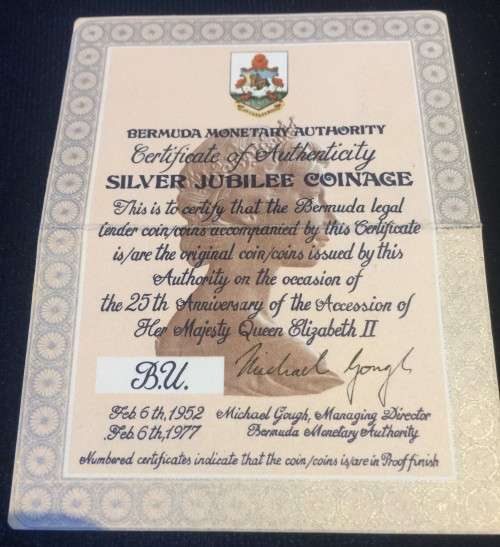 BERMUDA MONETARY AUTHORITY
Certificate of Authenticity
SILVER JUBILEE COINAGE
This is to certify that the Bermuda legal
tender coin/coins accompanied by this Certificate
is/are the original coin/coins issued by this
Authority on the occasion of
the 25th Anniversary of the Accession of
Her Majesty Queen Elizabeth II
B.U.
Michael Gough
Feb 6th, 1952 Michael Gough, Managing Director
Feb. 6th, 1977 Bermuda Monetary Authority
Numbered certificates indicate that the coin/coins is/are in Proof finish